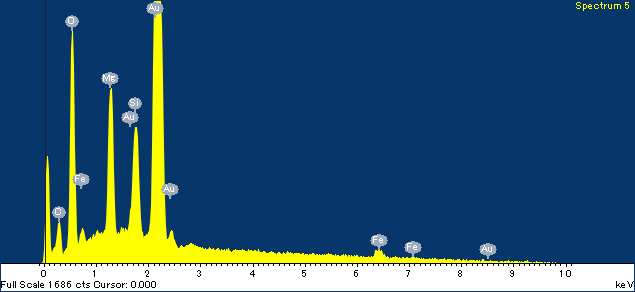 Spectrum 5
Au
O
Mg
Si
Au
Fe
Au
Fe
Fe
Au
0 1 2 3 4 5 6 7 8 9 10
Full Scale 1686 cts Cursor: 0.000 keV